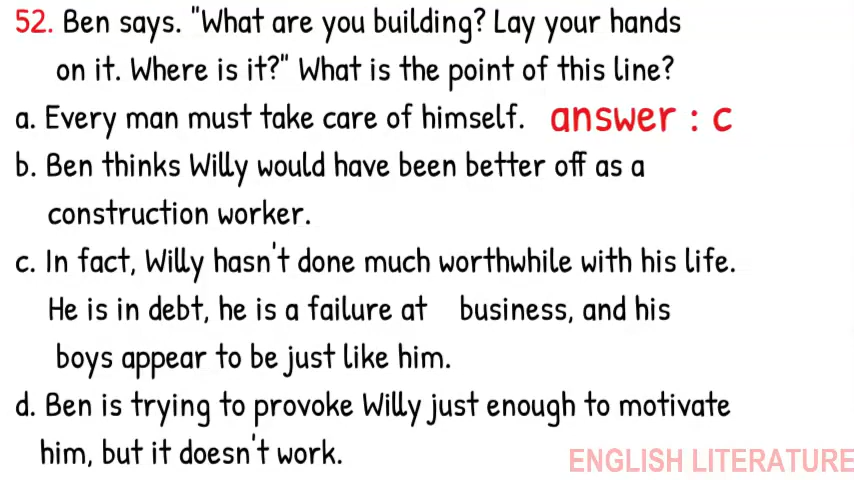 52. Ben says. "What are you building? Lay your hands
on it. Where is it?" What is the point of this line?
a. Every man must take care of himself. answer : c
b. Ben thinks Willy would have been better off as a
construction worker.
c. In fact, Willy hasn't done much worthwhile with his life.
He is in debt, he is a failure at business, and his
boys appear to be just like him.
d. Ben is trying to provoke Willy just enough to motivate
him, but it doesn't work.
ENGLISH LITERATURE